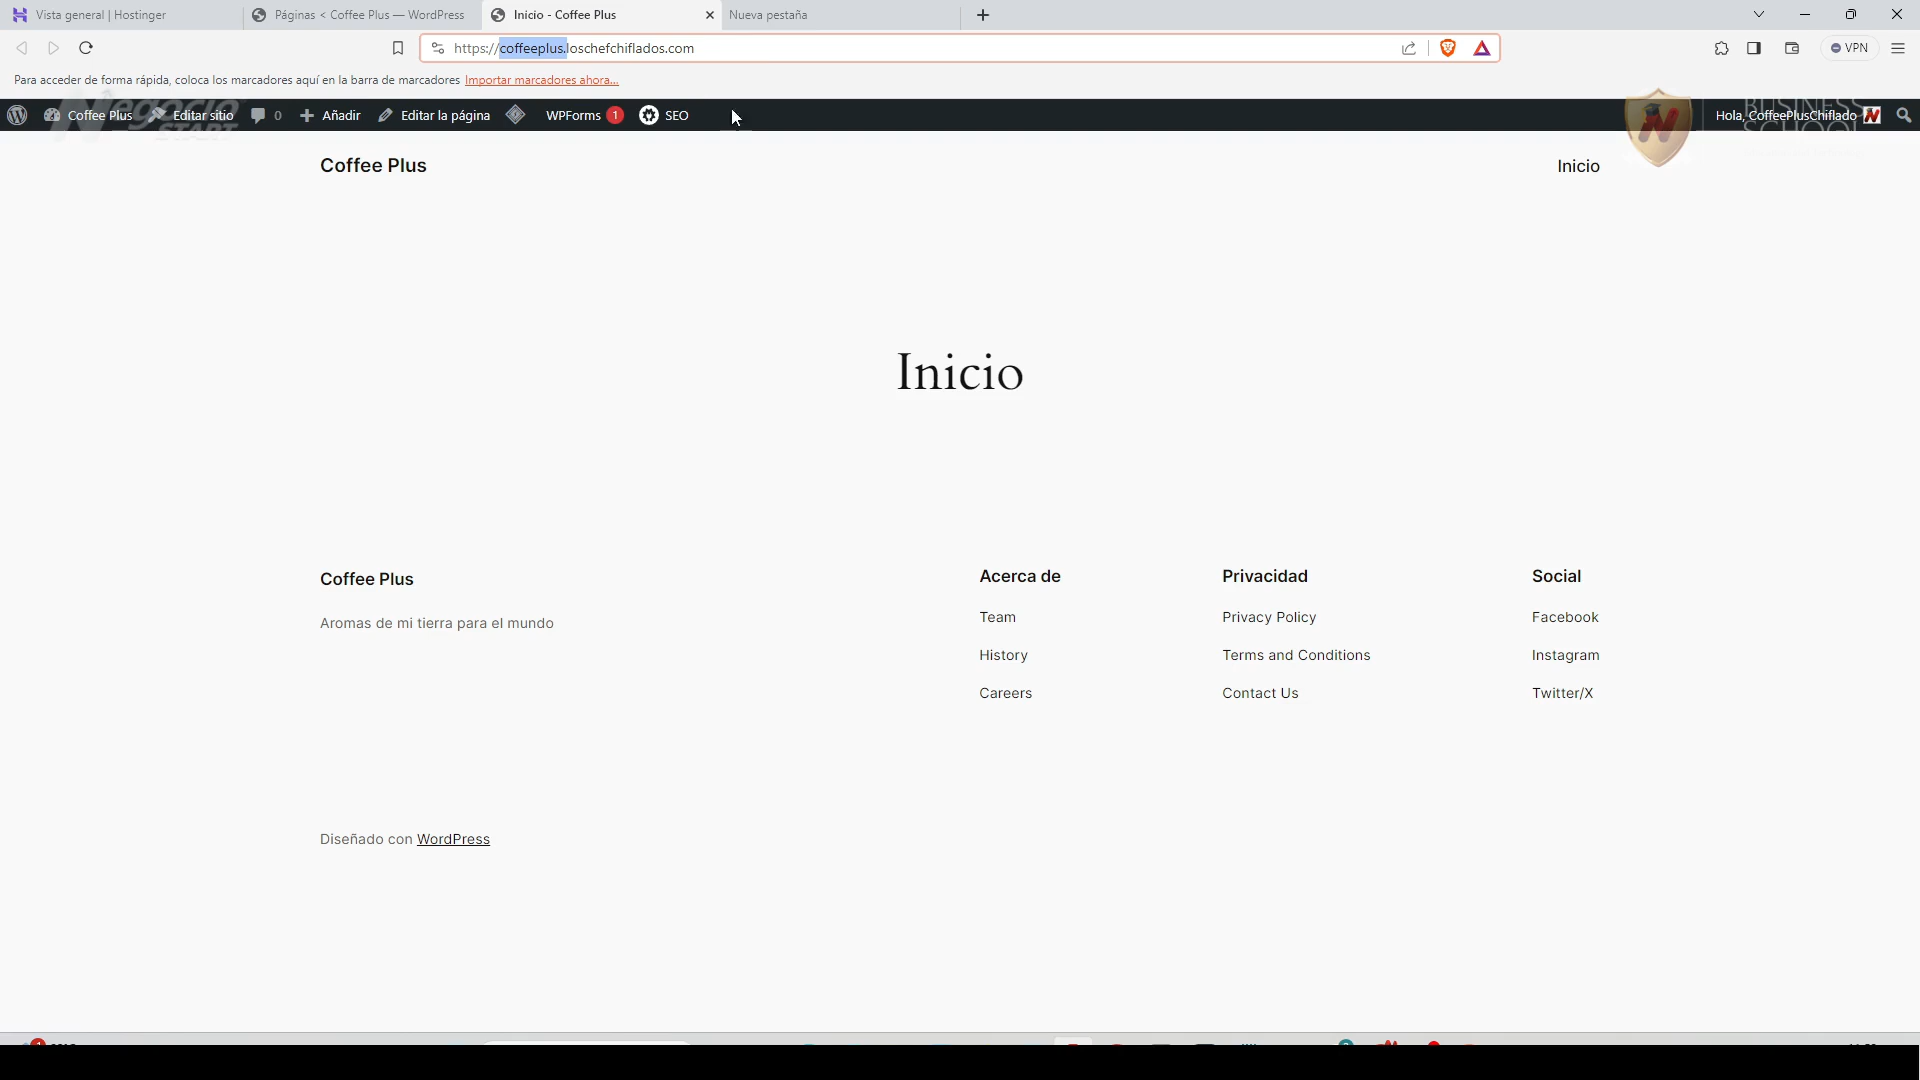 Vista general | Hostinger
Páginas < Coffee Plus — WordPress
Inicio - Coffee Plus
Nueva pestaña
https://coffeeplus.loschefchiflados.com
VPN
Para acceder de forma rápida, coloca los marcadores aquí en la barra de marcadores Importar marcadores ahora...
Coffee Plus
Editar sitio
0
Añadir
Editar la página
WPForms 1
SEO
Hola, CoffeePlusChiflado
Negocio
START
BUSINESS
SCHOOL
Coffee Plus
Inicio
Inicio
Coffee Plus
Aromas de mi tierra para el mundo
Acerca de
Team
History
Careers
Privacidad
Privacy Policy
Terms and Conditions
Contact Us
Social
Facebook
Instagram
Twitter/X
Diseñado con WordPress